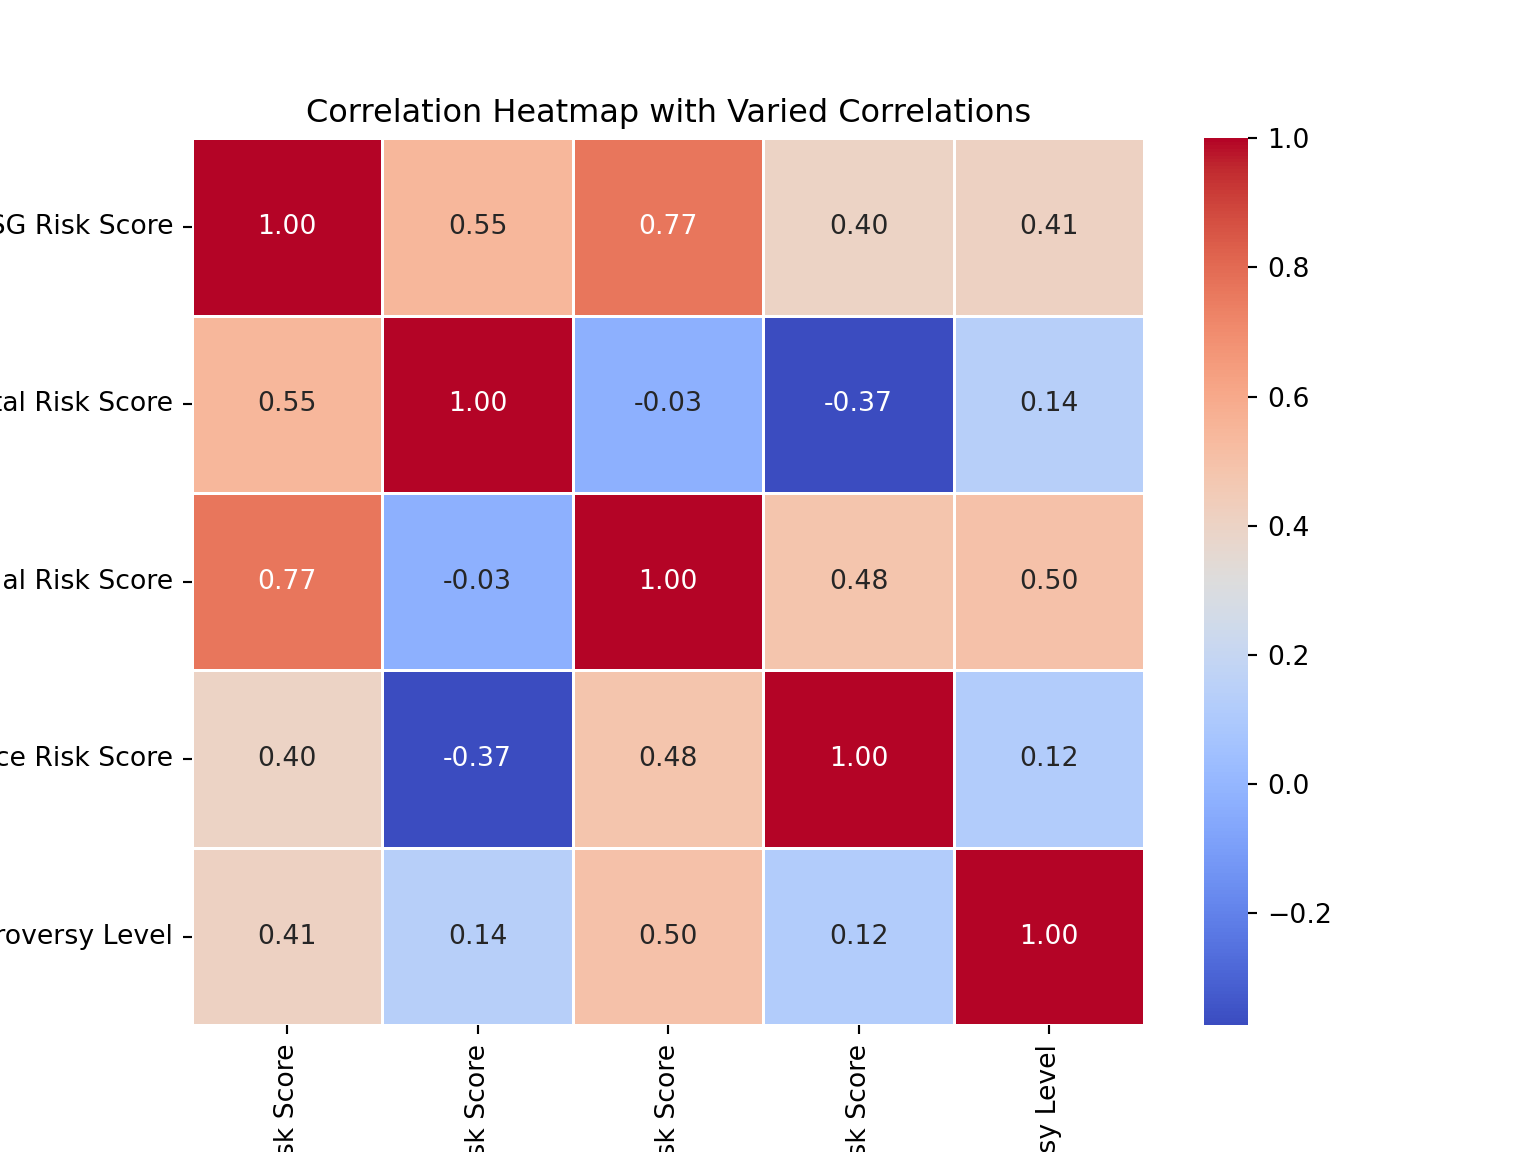 Correlation Heatmap with Varied Correlations
SG Risk Score 1.00 0.55 0.77 0.40 0.41
tal Risk Score 0.55 1.00 -0.03 -0.37 0.14
al Risk Score 0.77 -0.03 1.00 0.48 0.50
ce Risk Score 0.40 -0.37 0.48 1.00 0.12
roversy Level 0.41 0.14 0.50 0.12 1.00
sk Score
sk Score
sk Score
sk Score
sy Level
1.0
0.8
0.6
0.4
0.2
0.0
−0.2